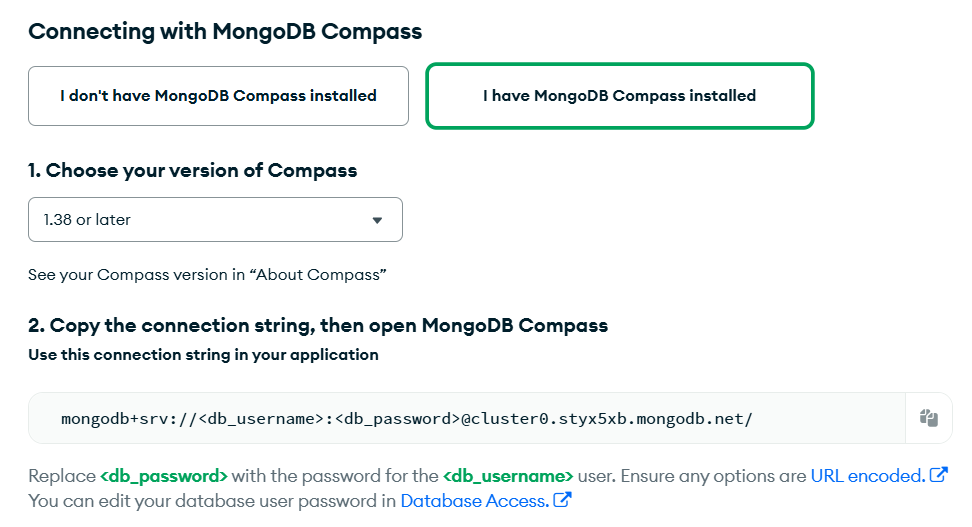 Connecting with MongoDB Compass
I don't have MongoDB Compass installed
I have MongoDB Compass installed
1. Choose your version of Compass
1.38 or later
See your Compass version in “About Compass”
2. Copy the connection string, then open MongoDB Compass
Use this connection string in your application
mongodb+srv://<db_username>:<db_password>@cluster0.styx5xb.mongodb.net/
Replace <db_password> with the password for the <db_username> user. Ensure any options are URL encoded.
You can edit your database user password in Database Access.